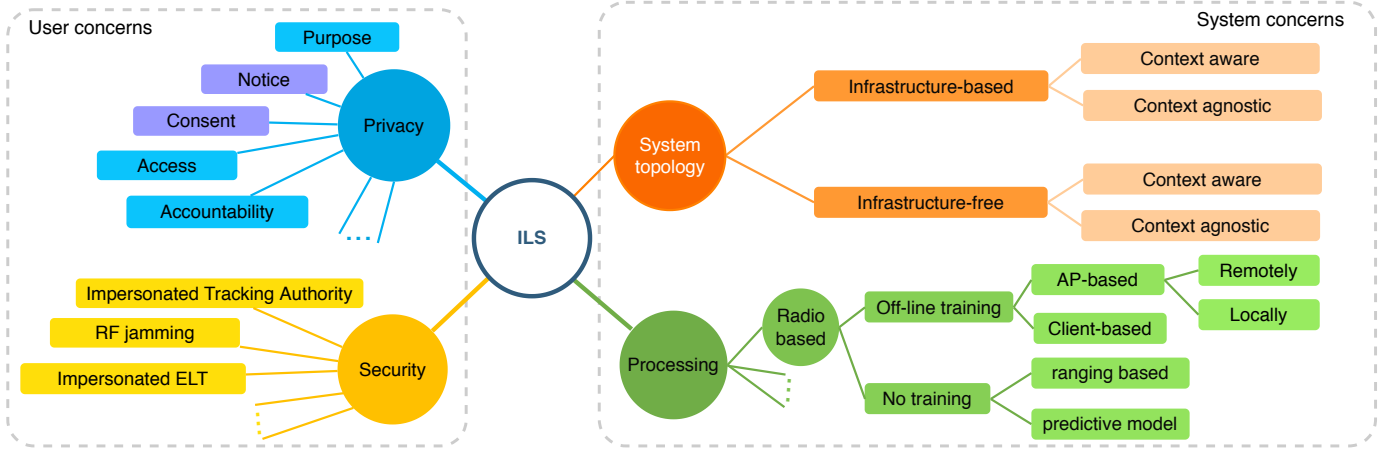 User concerns
Purpose
Notice
Consent
Privacy
Access
Accountability
...
Impersonated Tracking Authority
RF jamming
Impersonated ELT
Security
ILS
System concerns
System
topology
Infrastructure-based
Context aware
Context agnostic
Infrastructure-free
Context aware
Context agnostic
Processing
Radio
based
Off-line training
AP-based
Remotely
Locally
Client-based
No training
ranging based
predictive model